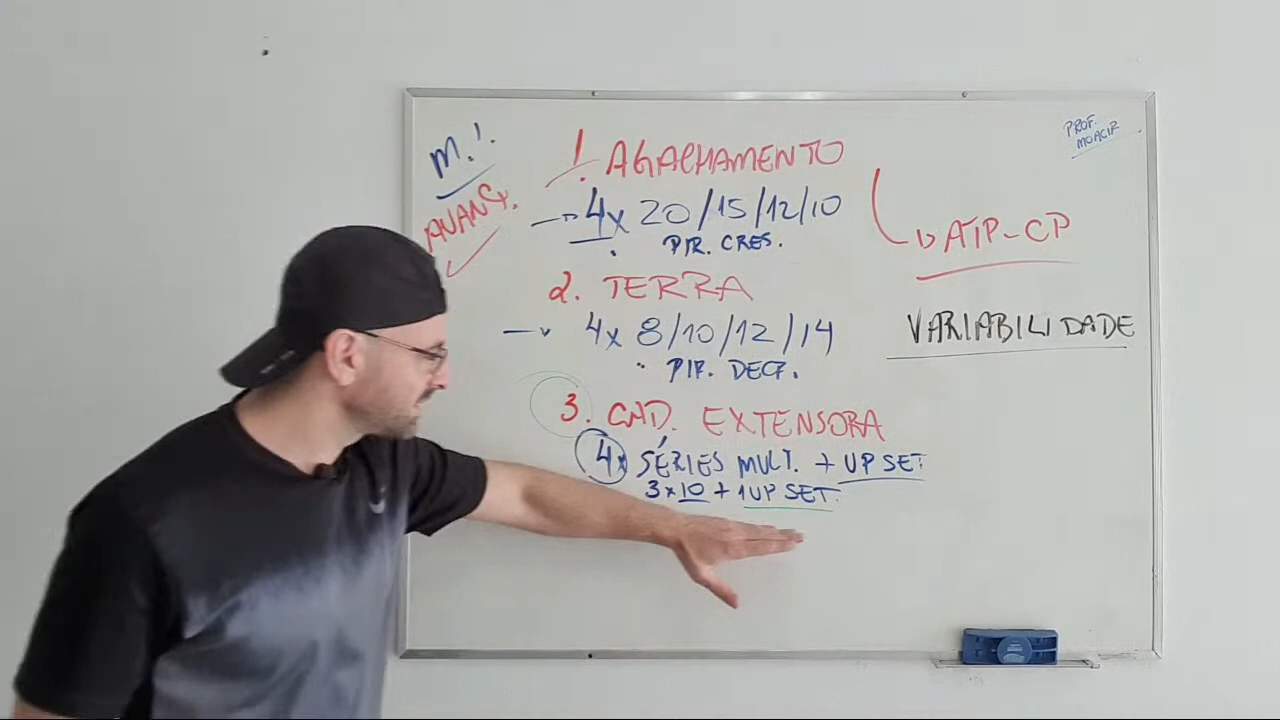 M.I.
AVANÇ.
1. AGACHAMENTO
4x 20/15/12/10
PIR. CRES.
2. TERRA
4x 8/10/12/14
PIR. DECR.
3. CAD. EXTENSORA
4x SÉRIES MULT. + UP SET
3x10 + 1 UP SET.
ATP-CP
VARIABILIDADE
PROF.
MOACIR